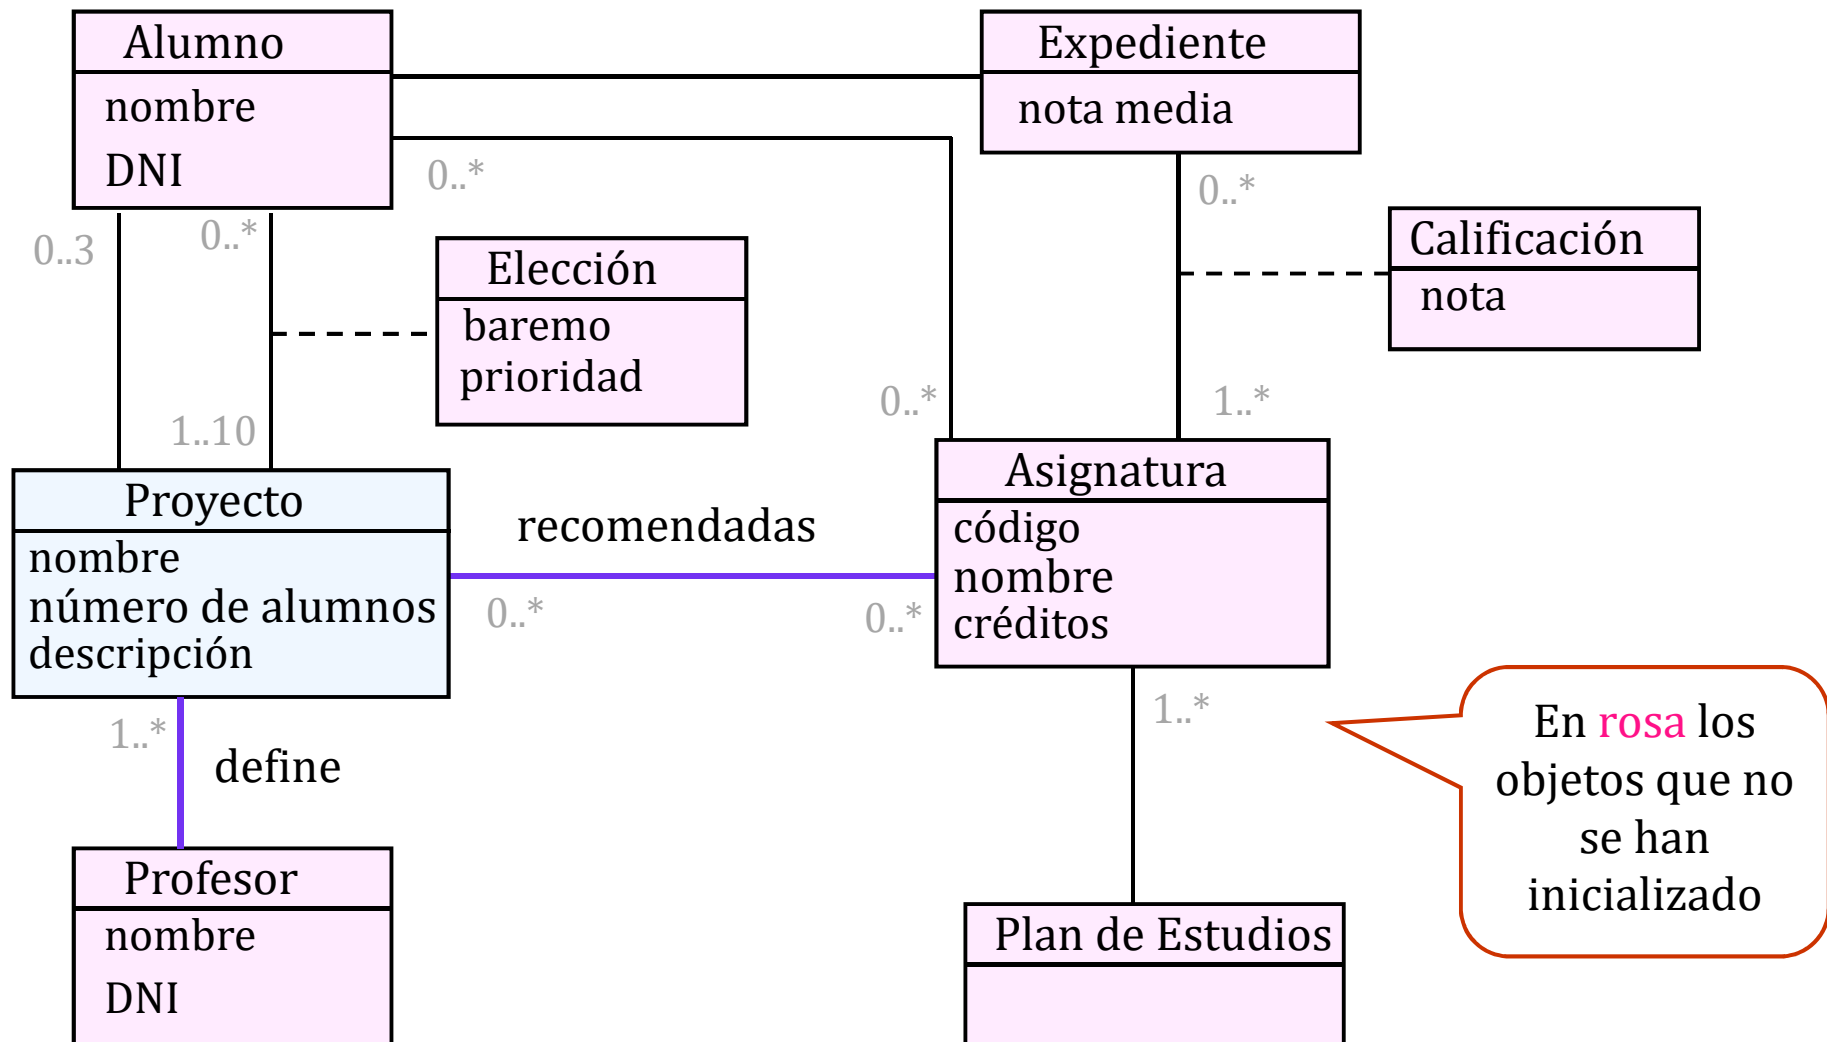 Alumno
nombre
DNI
Expediente
nota media
0..*
0..*
0..3
0..*
Calificación
nota
Elección
baremo
prioridad
0..*
1..*
1..10
Proyecto
nombre
número de alumnos
descripción
recomendadas
0..*
0..*
Asignatura
código
nombre
créditos
1..*
define
1..*
En rosa los
objetos que no
se han
inicializado
Profesor
nombre
DNI
Plan de Estudios